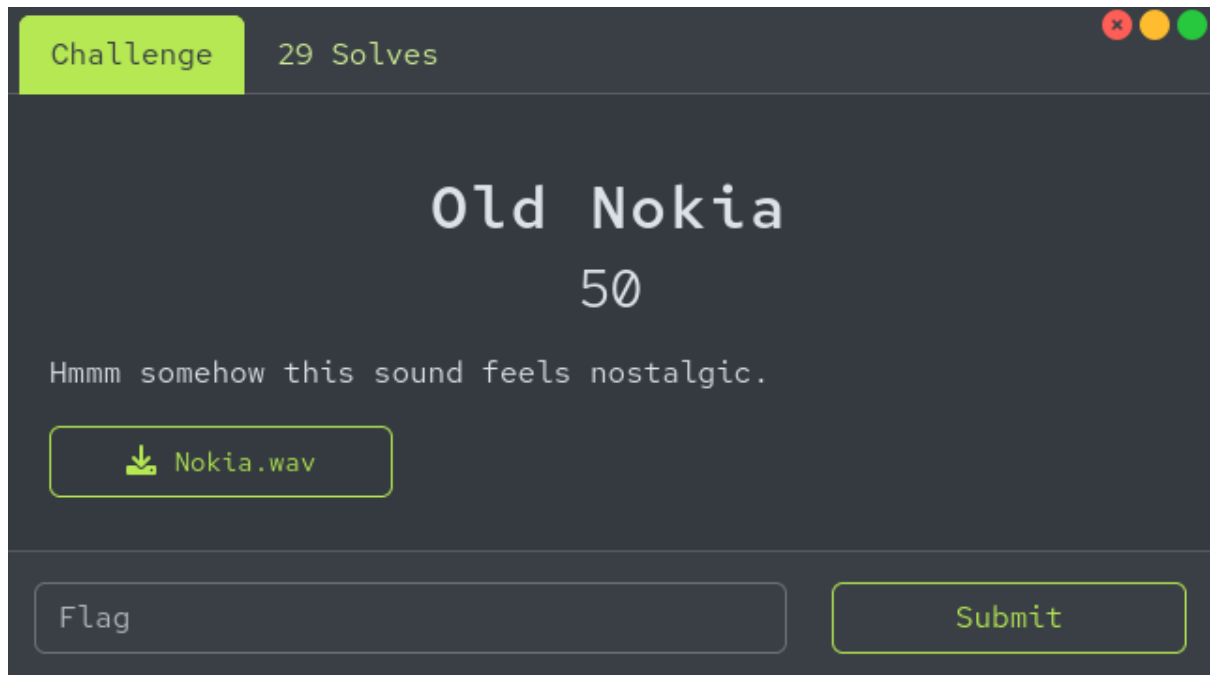 Challenge 29 Solves
Old Nokia
50
Hmmm somehow this sound feels nostalgic.
Nokia.wav
Flag Submit